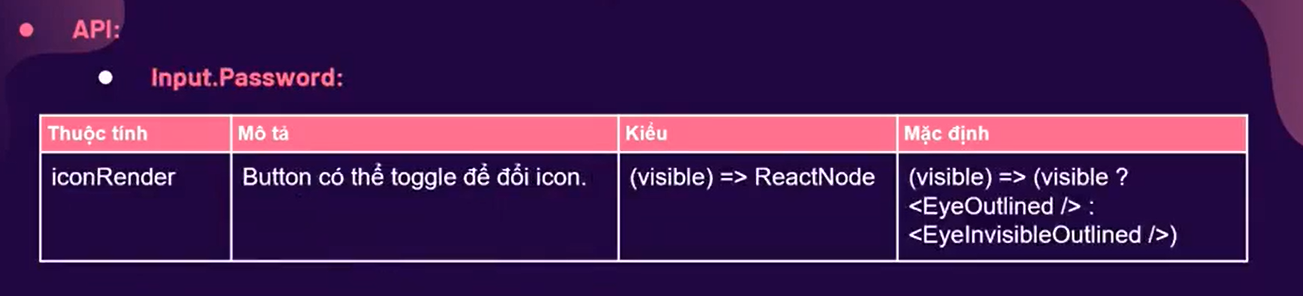 API:
Input.Password:
Thuộc tính Mô tả Kiểu Mặc định
iconRender Button có thể toggle để đổi icon. (visible) => ReactNode (visible) => (visible ?
<EyeOutlined /> :
<EyeInvisibleOutlined />)